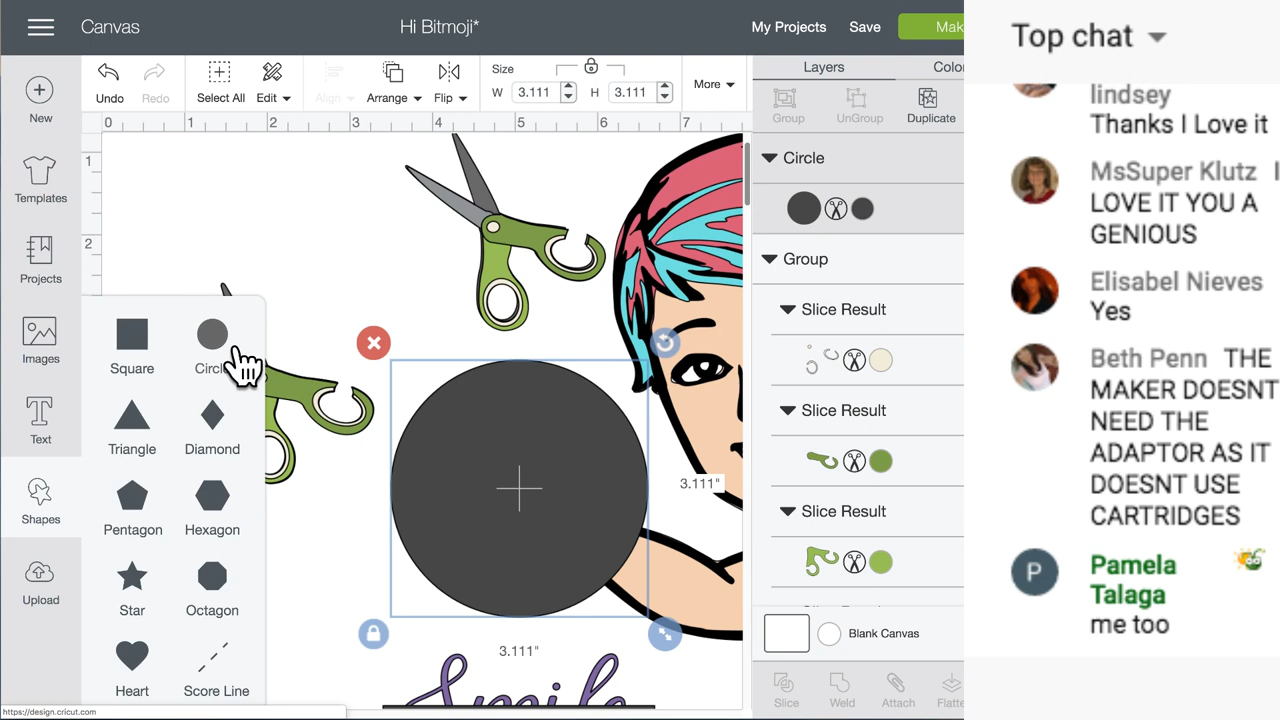 Canvas
Hi Bitmoji*
My Projects
Save
Mak
New
Templates
Projects
Images
Text
Shapes
Upload
Undo
Redo
Select All
Edit
Align
Arrange
Flip
Size
W 3.111
H 3.111
More
0 1 2 3 4 5 6 7
1
2
Square
Circl
Triangle
Diamond
Pentagon
Hexagon
Star
Octagon
Heart
Score Line
3.111"
3.111"
Smile
https://design.cricut.com
Layers
Color
Group
UnGroup
Duplicate
Circle
Group
Slice Result
Slice Result
Slice Result
Blank Canvas
Slice
Weld
Attach
Flatte
Top chat
lindsey
Thanks I Love it
MsSuper Klutz I
LOVE IT YOU A
GENIOUS
Elisabel Nieves
Yes
Beth Penn THE
MAKER DOESNT
NEED THE
ADAPTOR AS IT
DOESNT USE
CARTRIDGES
P
Pamela
Talaga
me too